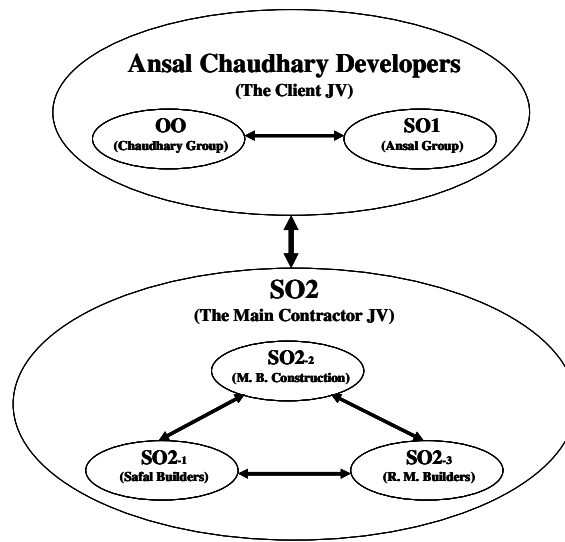 Ansal Chaudhary Developers
(The Client JV)
OO
(Chaudhary Group)
SO1
(Ansal Group)
SO2
(The Main Contractor JV)
SO2-2
(M. B. Construction)
SO2-1
(Safal Builders)
SO2-3
(R. M. Builders)